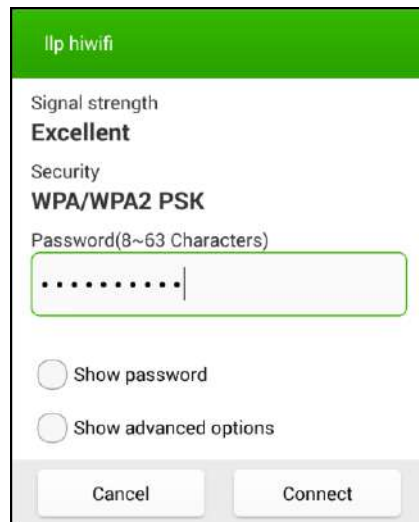 llp hiwifi
Signal strength
Excellent
Security
WPA/WPA2 PSK
Password(8~63 Characters)
••••••••••
Show password
Show advanced options
Cancel
Connect